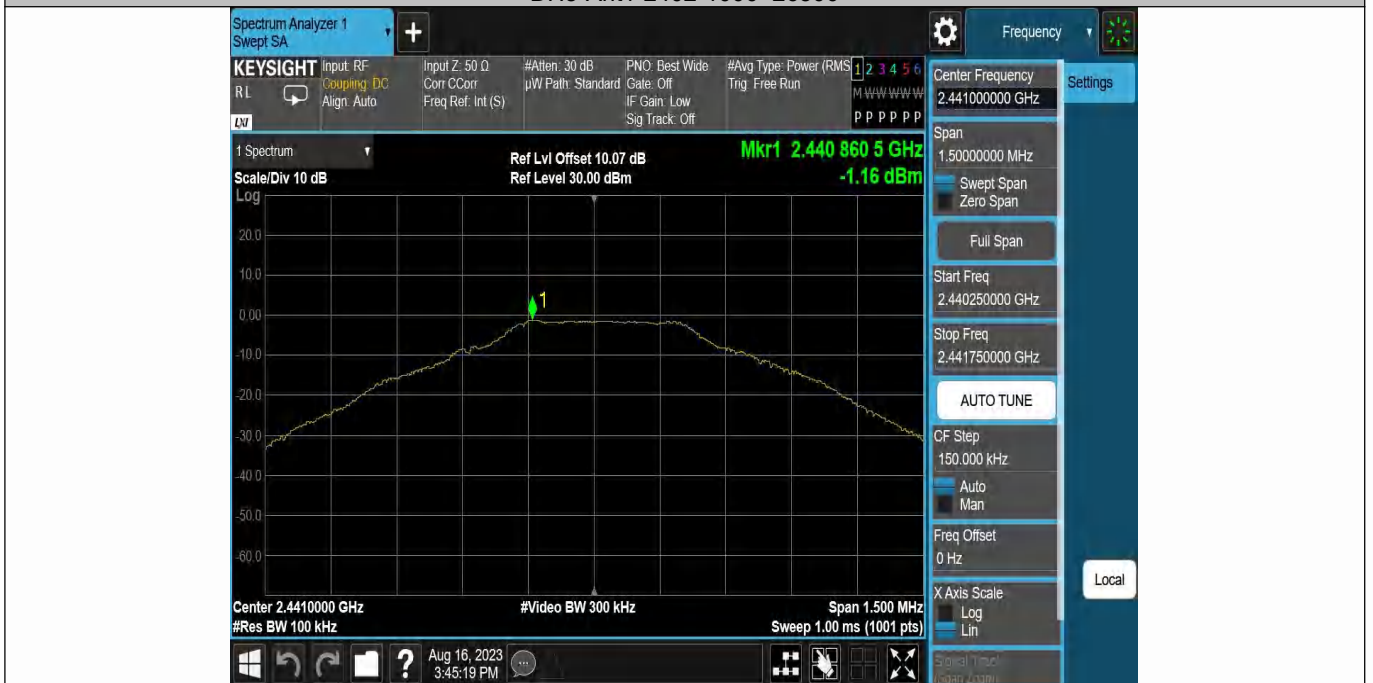 Spectrum Analyzer 1
Swept SA
Frequency
KEYSIGHT
RL
LXI
Input: RF
Coupling: DC
Align: Auto
Input Z: 50 Ω
Corr CCorr
Freq Ref: Int (S)
#Atten: 30 dB
µW Path: Standard
PNO: Best Wide
Gate: Off
IF Gain: Low
Sig Track: Off
#Avg Type: Power (RMS
Trig: Free Run
1 2 3 4 5 6
M W W W W W
P P P P P P
1 Spectrum
Scale/Div 10 dB
Log
Ref Lvl Offset 10.07 dB
Ref Level 30.00 dBm
Mkr1 2.440 860 5 GHz
-1.16 dBm
20.0
10.0
0.00
-10.0
-20.0
-30.0
-40.0
-50.0
-60.0
1
Center 2.4410000 GHz
#Res BW 100 kHz
#Video BW 300 kHz
Span 1.500 MHz
Sweep 1.00 ms (1001 pts)
Aug 16, 2023
3:45:19 PM
Center Frequency
2.441000000 GHz
Settings
Span
1.50000000 MHz
Swept Span
Zero Span
Full Span
Start Freq
2.440250000 GHz
Stop Freq
2.441750000 GHz
AUTO TUNE
CF Step
150.000 kHz
Auto
Man
Freq Offset
0 Hz
Local
X Axis Scale
Log
Lin
Signal Track
(Span Zoom)